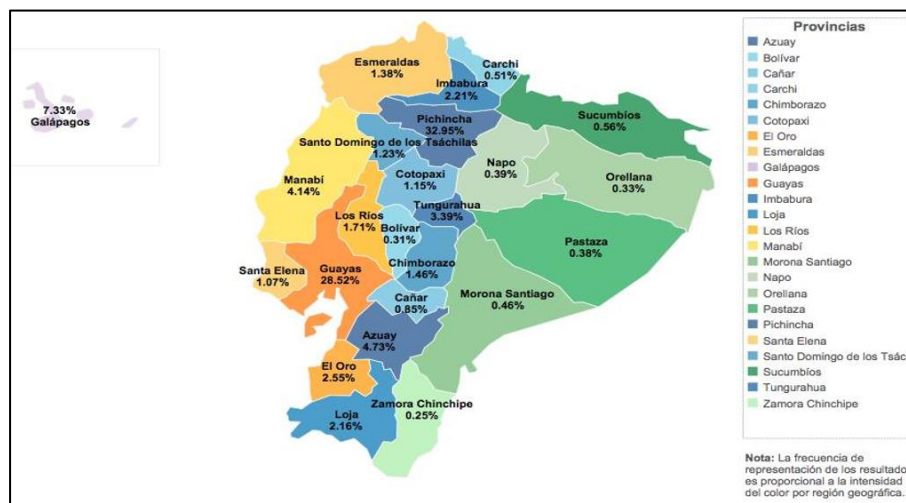 7.33%
Galápagos
Esmeraldas
1.38%
Carchi
0.51%
Imbabura
2.21%
Pichincha
32.95%
Sucumbíos
0.56%
Santo Domingo de los Tsáchilas
1.23%
Napo
0.39%
Orellana
0.33%
Manabí
4.14%
Cotopaxi
1.15%
Tungurahua
3.39%
Los Ríos
1.71%
Bolívar
0.31%
Pastaza
0.38%
Santa Elena
1.07%
Guayas
28.52%
Chimborazo
1.46%
Cañar
0.85%
Morona Santiago
0.46%
Azuay
4.73%
El Oro
2.55%
Loja
2.16%
Zamora Chinchipe
0.25%
Provincias
Azuay
Bolívar
Cañar
Carchi
Chimborazo
Cotopaxi
El Oro
Esmeraldas
Galápagos
Guayas
Imbabura
Loja
Los Ríos
Manabí
Morona Santiago
Napo
Orellana
Pastaza
Pichincha
Santa Elena
Santo Domingo de los Tsác
Sucumbíos
Tungurahua
Zamora Chinchipe
Nota: La frecuencia de
representación de los resultado
es proporcional a la intensidad
del color por región geográfica.